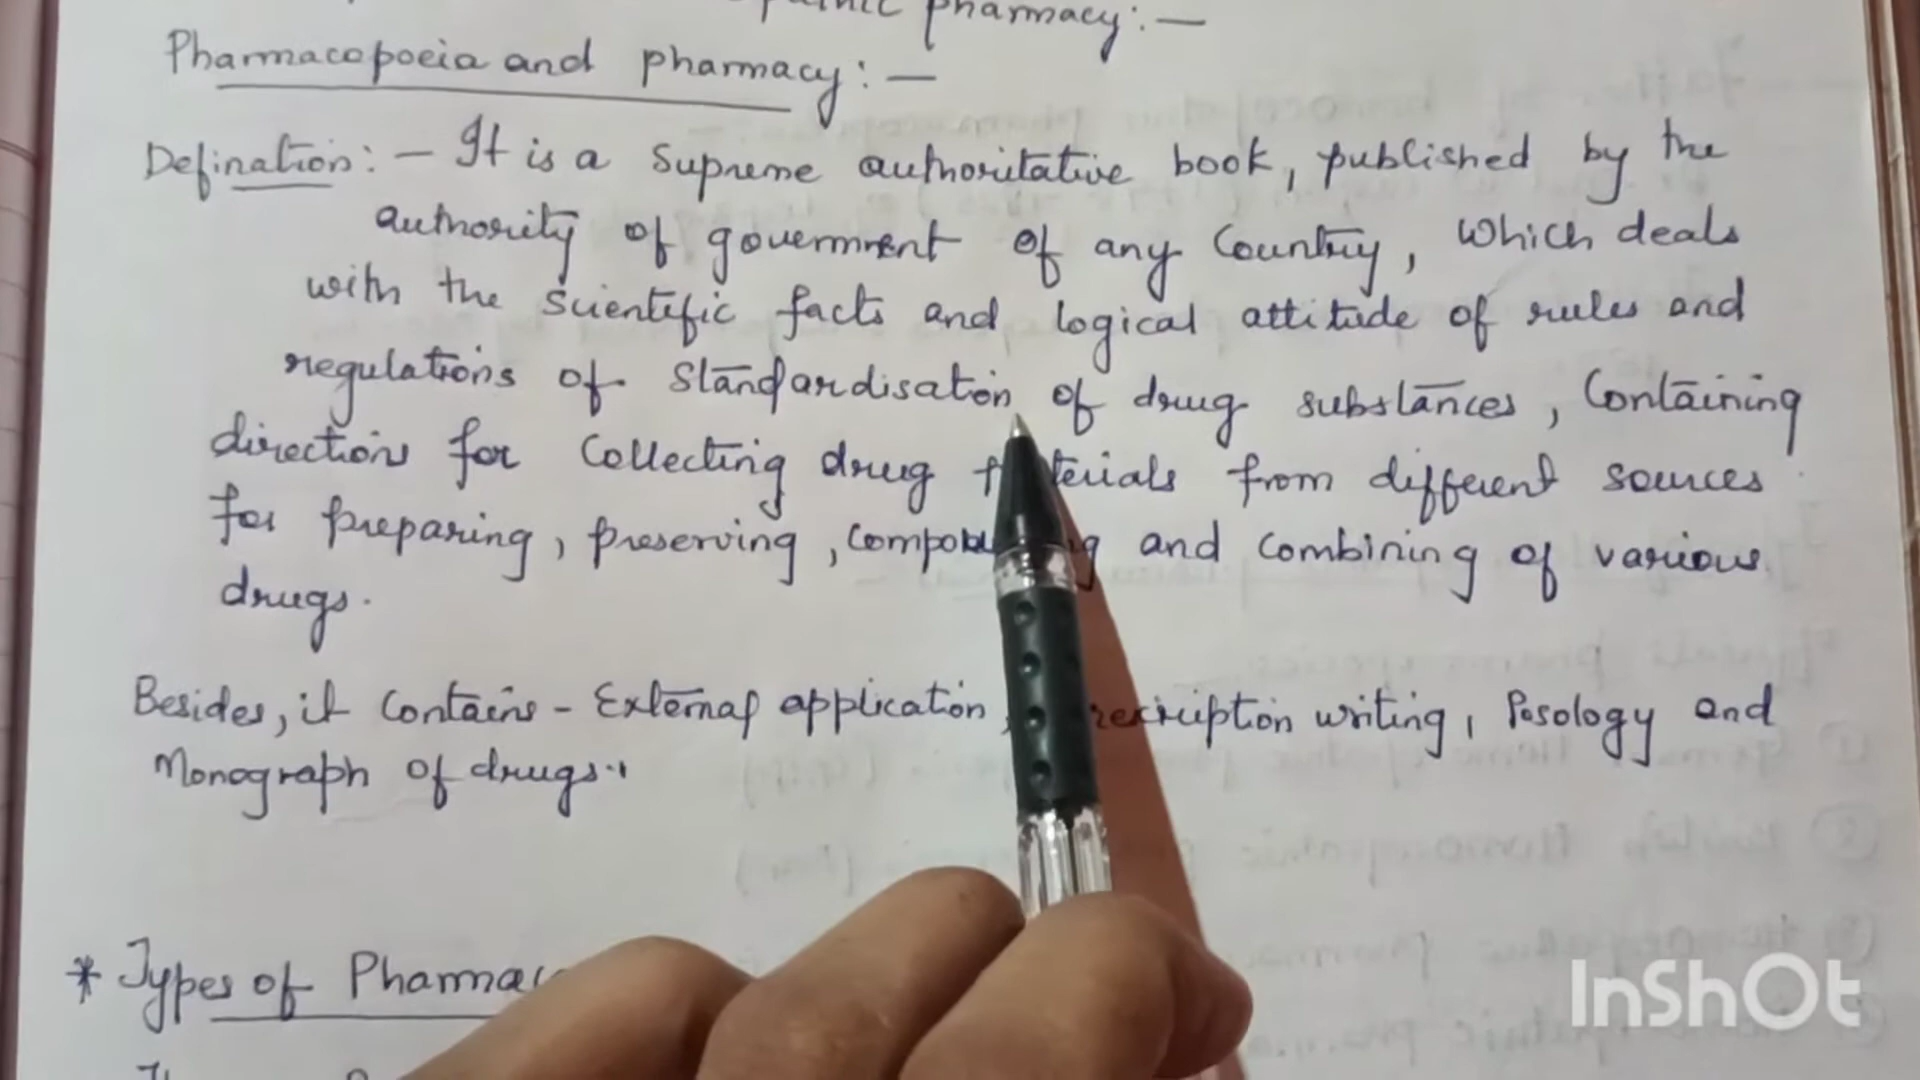 pharmacy:-
Pharmacopoeia and pharmacy:-
Defination:- It is a Supreme authoritative book, published by the
authority of government of any Country, which deals
with the scientific facts and logical attitude of rules and
regulations of standardisation of drug substances, Containing
directions for Collecting drug from different sources
for preparing, preserving, and combining of various
drugs.
Besides, it contains - External application, writing, Posology and
Monograph of drugs.
* Types of
InShOt